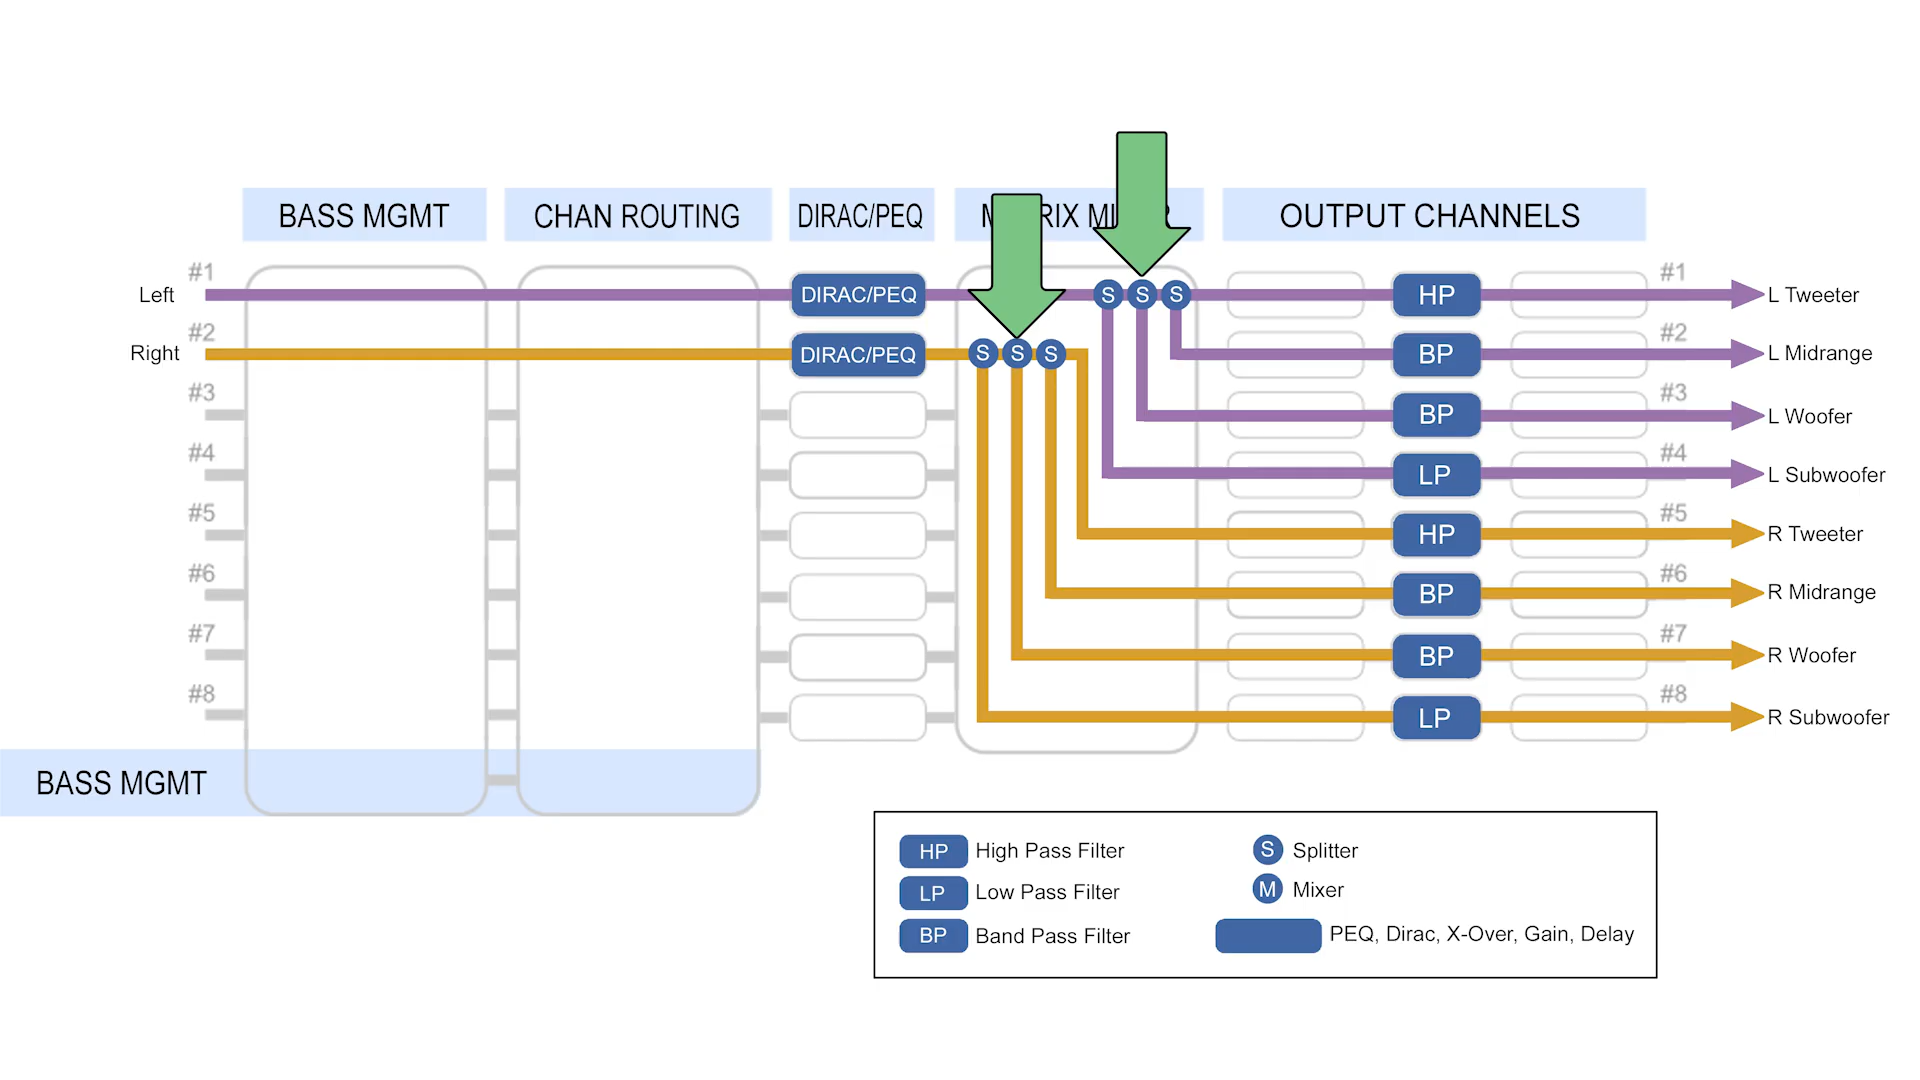 BASS MGMT
CHAN ROUTING
DIRAC/PEQ
OUTPUT CHANNELS
#1
#1
Left
DIRAC/PEQ
S
S
S
HP
L Tweeter
#2
#2
Right
DIRAC/PEQ
S
S
S
BP
L Midrange
#3
#3
BP
L Woofer
#4
#4
LP
L Subwoofer
#5
#5
HP
R Tweeter
#6
#6
BP
R Midrange
#7
#7
BP
R Woofer
#8
#8
LP
R Subwoofer
BASS MGMT
HP High Pass Filter
S Splitter
LP Low Pass Filter
M Mixer
BP Band Pass Filter
PEQ, Dirac, X-Over, Gain, Delay